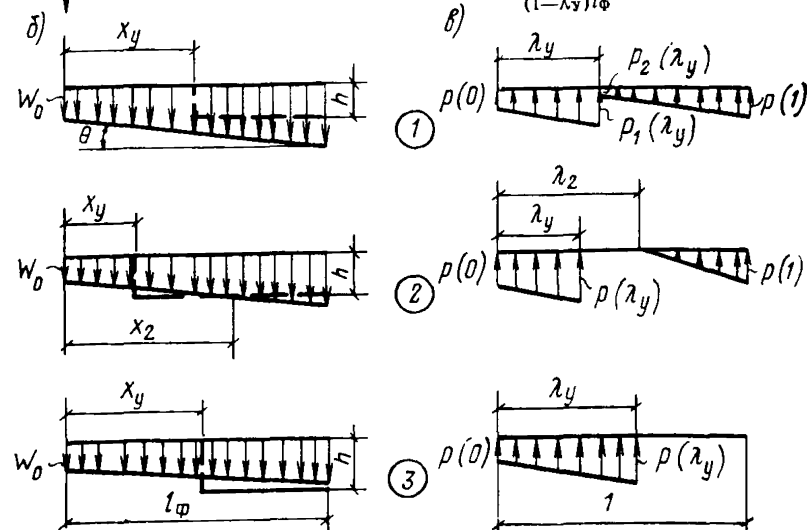 (1—λy)lф
б)
xy
W₀
h
θ
в)
λy
p₂(λy)
p(0)
p(1)
p₁(λy)
1
xy
W₀
h
x₂
λ₂
λy
p(0)
p(1)
p(λy)
2
xy
W₀
h
lф
λy
p(0)
p(λy)
3
1